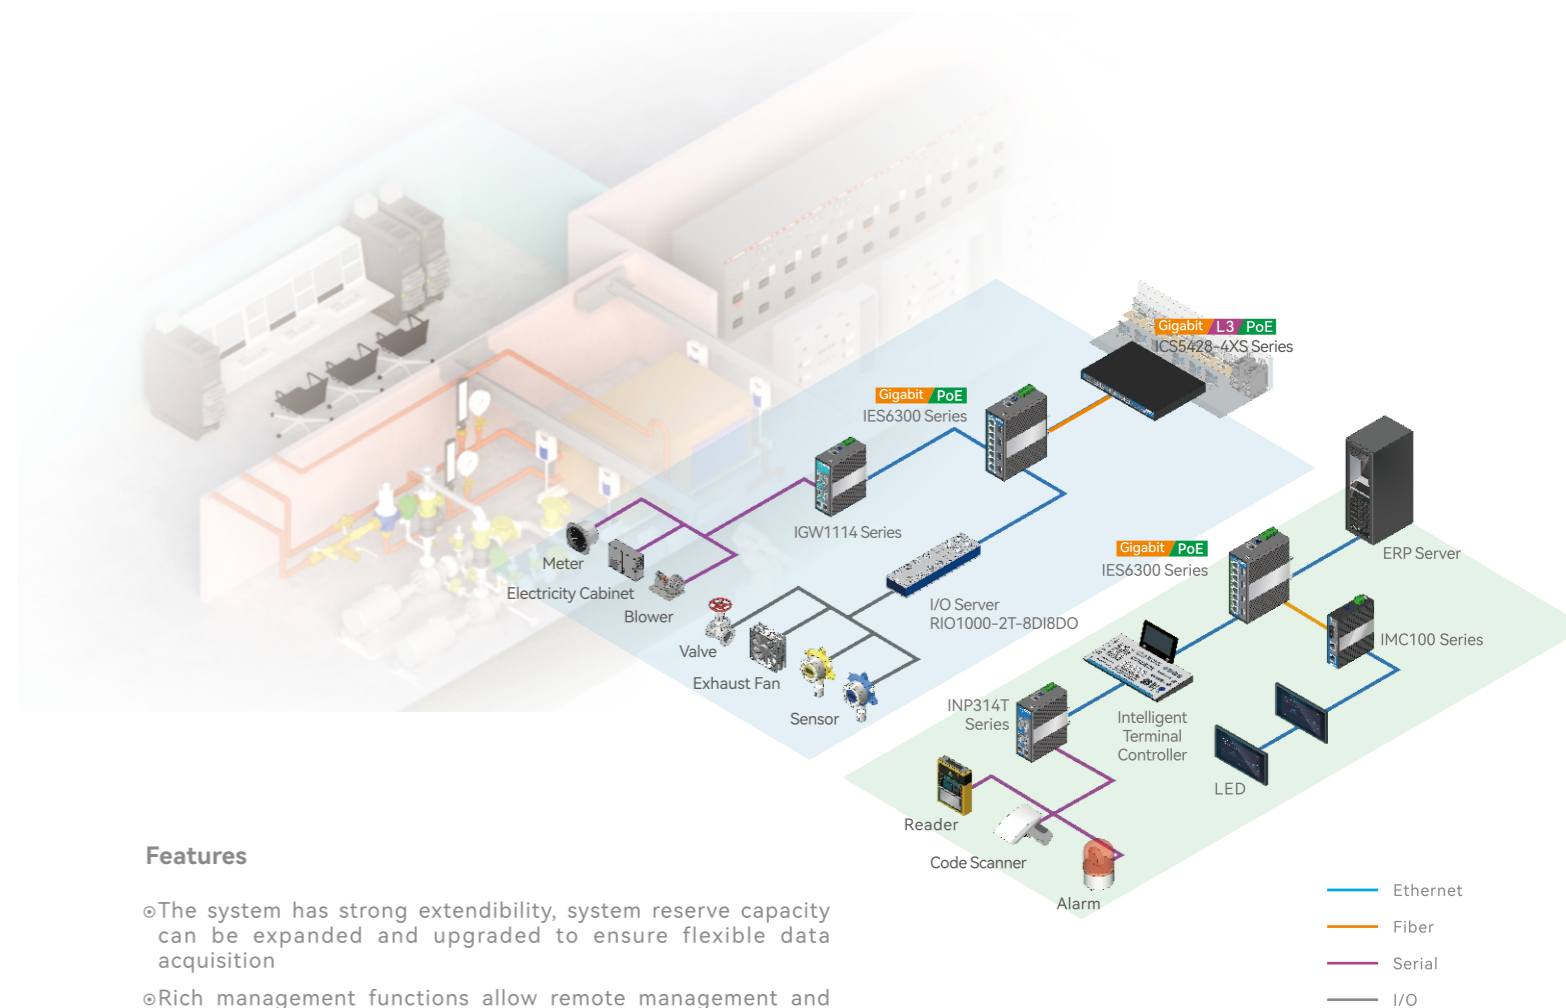 Gigabit L3 PoE
ICS5428-4XS Series
Gigabit PoE
IES6300 Series
IGW1114 Series
Meter
Electricity Cabinet
Blower
I/O Server
RIO1000-2T-8DI8DO
Valve
Exhaust Fan
Sensor
ERP Server
Gigabit PoE
IES6300 Series
IMC100 Series
INP314T
Series
Intelligent
Terminal
Controller
LED
Reader
Code Scanner
Alarm
Features
⊙The system has strong extendibility, system reserve capacity
can be expanded and upgraded to ensure flexible data
acquisition
⊙Rich management functions allow remote management and
Ethernet
Fiber
Serial
I/O